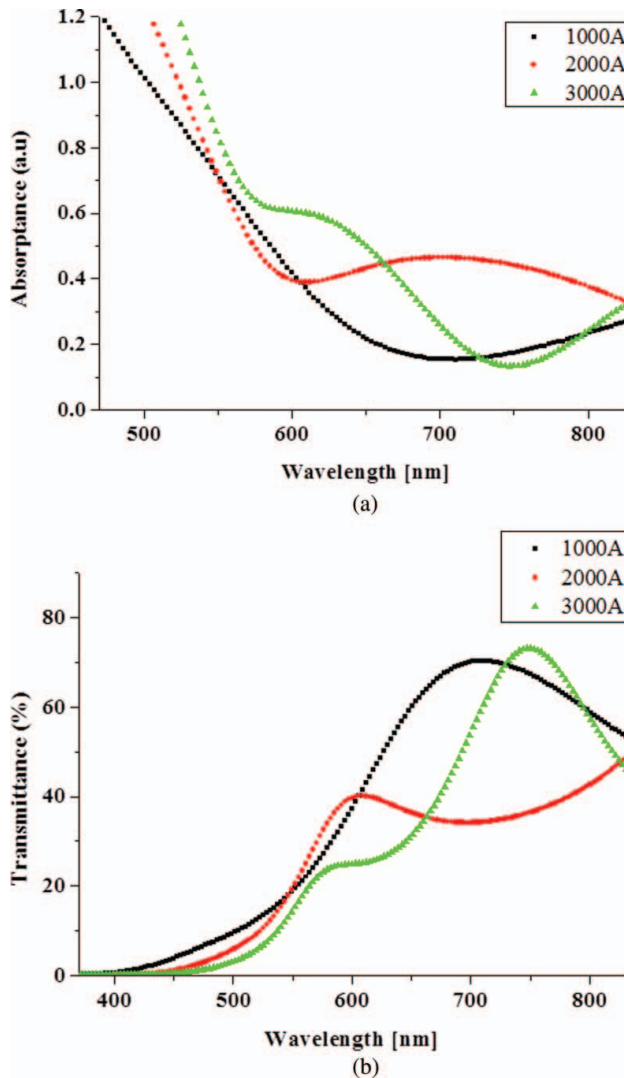 1.2
1.0
0.8
0.6
0.4
0.2
0.0
Absorptance (a.u)
1000A
2000A
3000A
500 600 700 800
Wavelength [nm]
(a)
1000A
2000A
3000A
80
60
40
20
0
Transmittance (%)
400 500 600 700 800
Wavelength [nm]
(b)